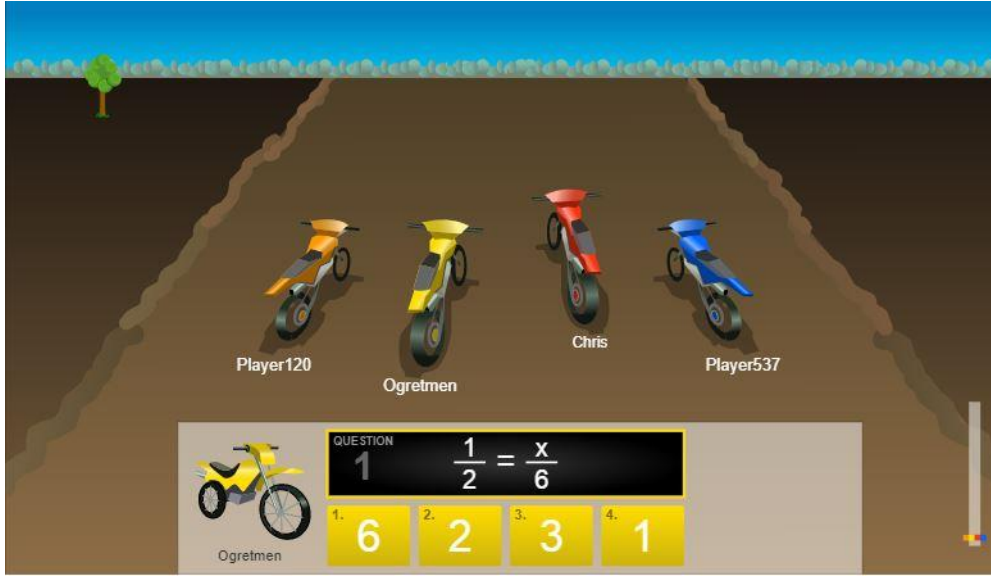 Chris
Player120
Player537
Ogretmen
QUESTION
1
1/2 = x/6
1. 6
2. 2
3. 3
4. 1
Ogretmen